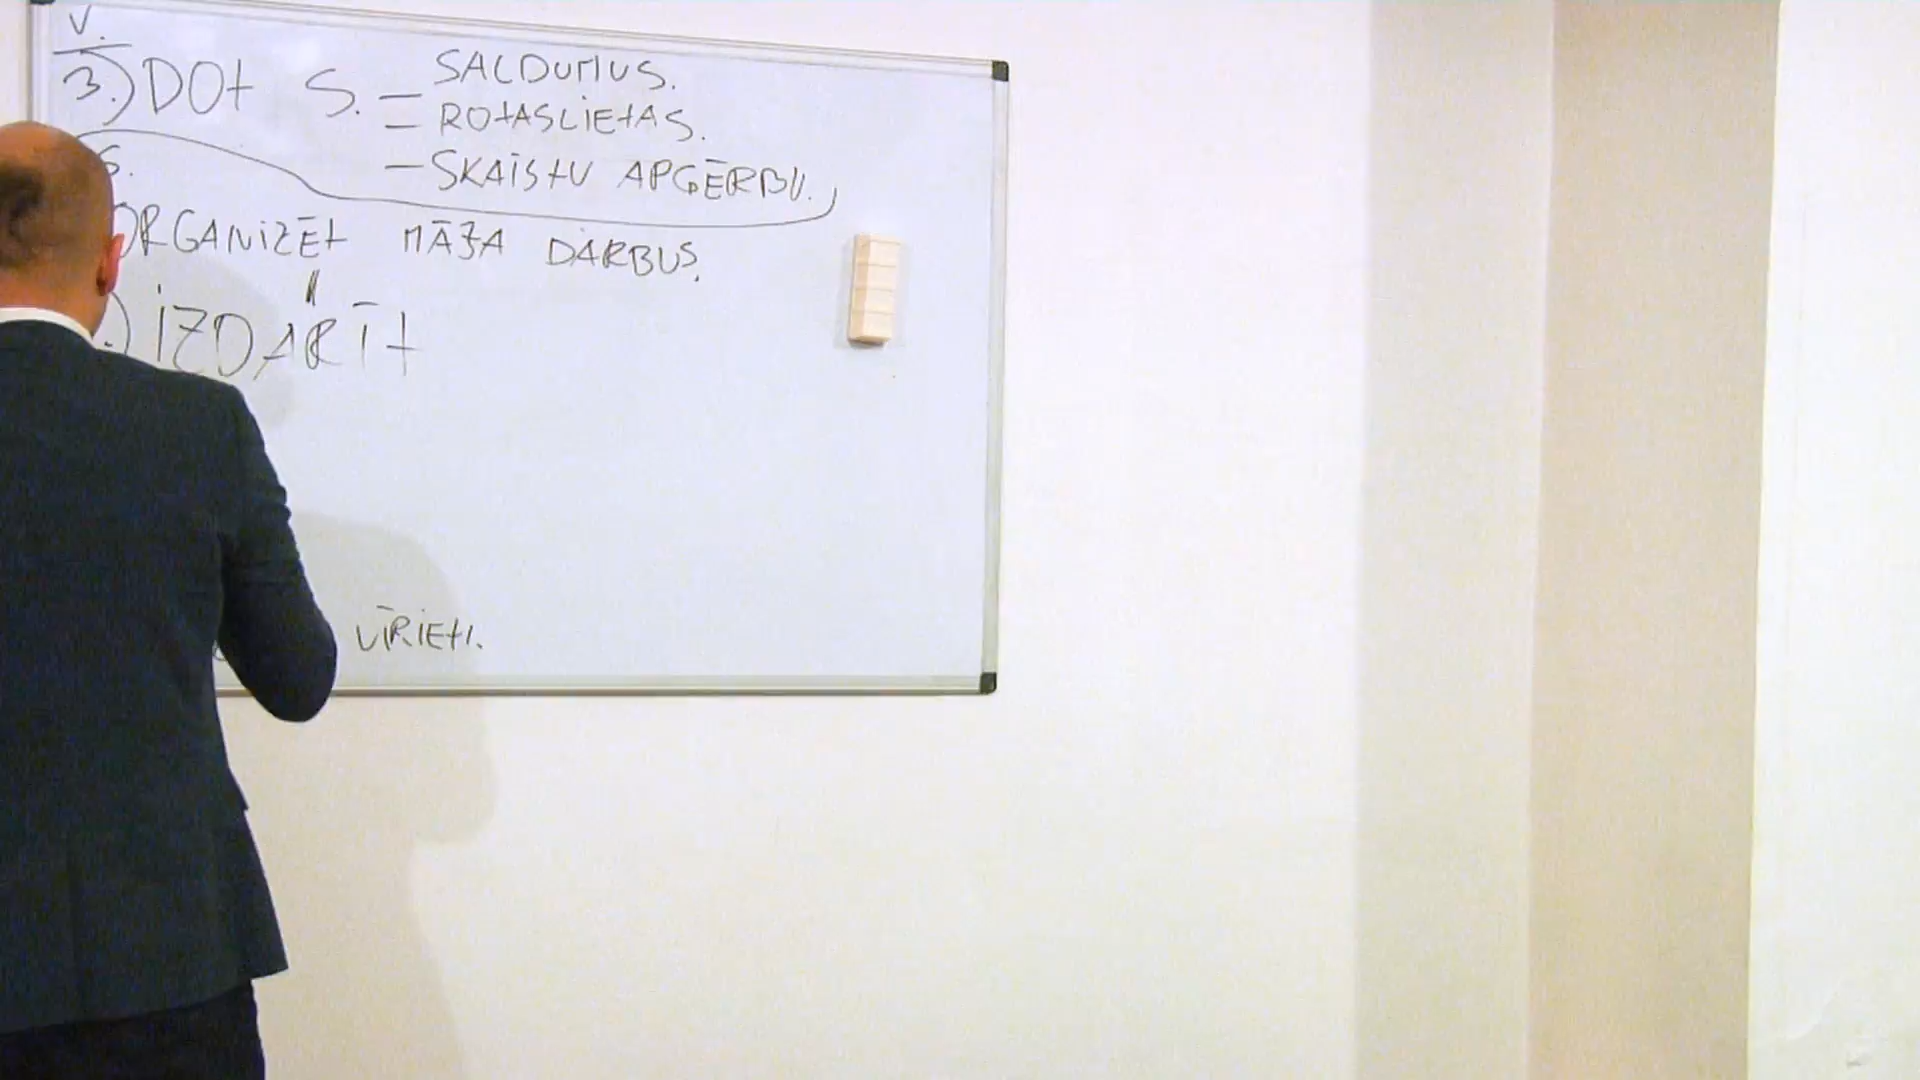 V.
3.) DOT S. – SALDUMUS.
– ROTASLIETAS.
– SKAISTU APĢĒRBU.
S.
ORGANIZĒT MĀJA DARBUS.
"
.) IZDARĪT
VĪRIETI.